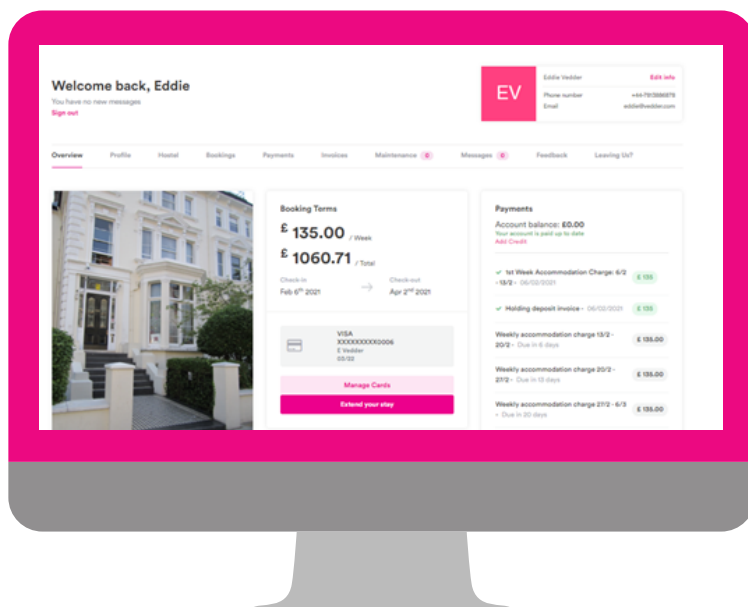 Welcome back, Eddie
You have no new messages
Sign out
EV
Eddie Vedder
Edit info
Phone number
+44-7913886879
Email
eddie@vedder.com
Overview
Profile
Hostel
Bookings
Payments
Invoices
Maintenance 0
Messages 0
Feedback
Leaving Us?
Booking Terms
£ 135.00 / Week
£ 1060.71 / Total
Check-in
Feb 6th 2021
Check-out
Apr 2nd 2021
VISA
XXXXXXXXX0006
E Vedder
03/22
Manage Cards
Extend your stay
Payments
Account balance: £0.00
Your account is paid up to date
Add Credit
1st Week Accommodation Charge: 6/2
- 13/2 - 06/02/2021
£ 135
Holding deposit invoice - 06/02/2021
£ 135
Weekly accommodation charge 13/2 -
20/2 - Due in 6 days
£ 135.00
Weekly accommodation charge 20/2 -
27/2 - Due in 13 days
£ 135.00
Weekly accommodation charge 27/2 - 6/3
- Due in 20 days
£ 135.00